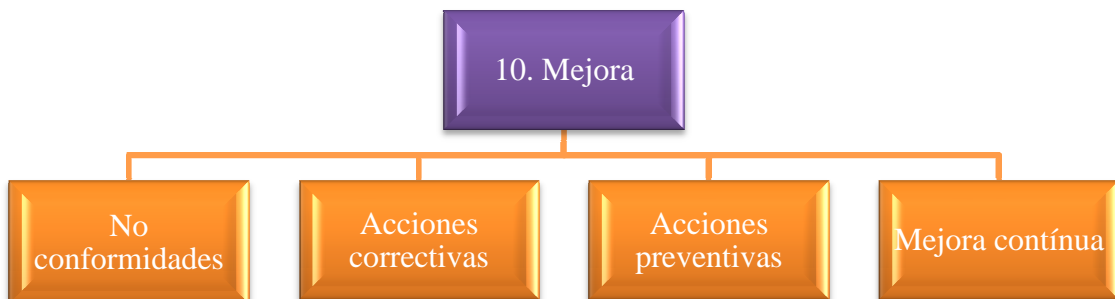 10. Mejora
No
conformidades
Acciones
correctivas
Acciones
preventivas
Mejora contínua